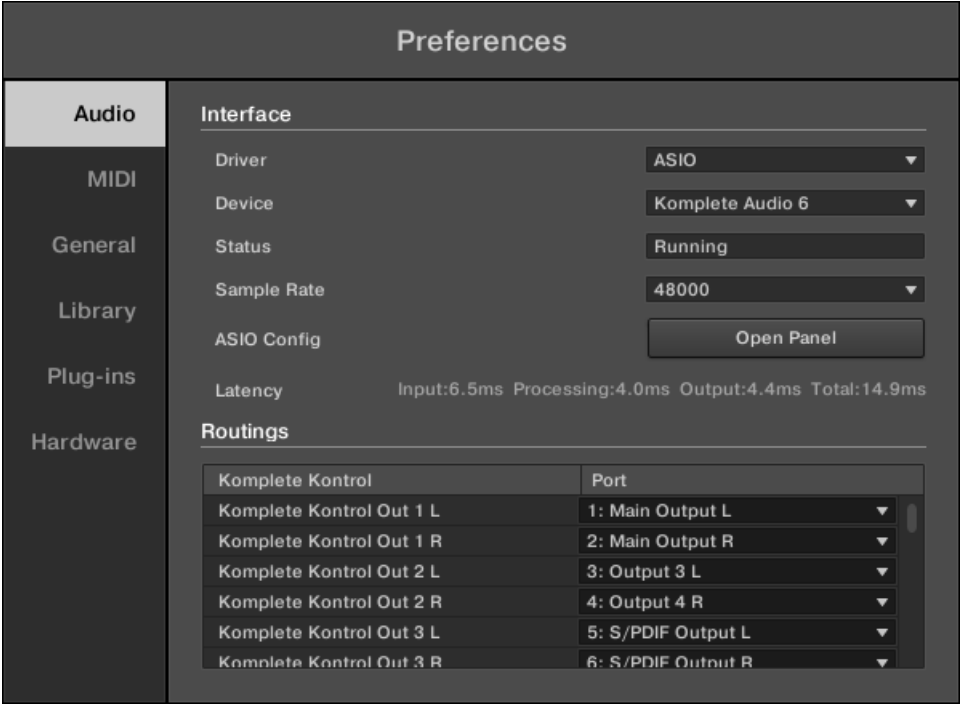 Preferences
Audio
MIDI
General
Library
Plug-ins
Hardware
Interface
Driver ASIO
Device Komplete Audio 6
Status Running
Sample Rate 48000
ASIO Config Open Panel
Latency Input:6.5ms Processing:4.0ms Output:4.4ms Total:14.9ms
Routings
Komplete Kontrol Port
Komplete Kontrol Out 1 L 1: Main Output L
Komplete Kontrol Out 1 R 2: Main Output R
Komplete Kontrol Out 2 L 3: Output 3 L
Komplete Kontrol Out 2 R 4: Output 4 R
Komplete Kontrol Out 3 L 5: S/PDIF Output L
Komplete Kontrol Out 3 R 6: S/PDIF Output R